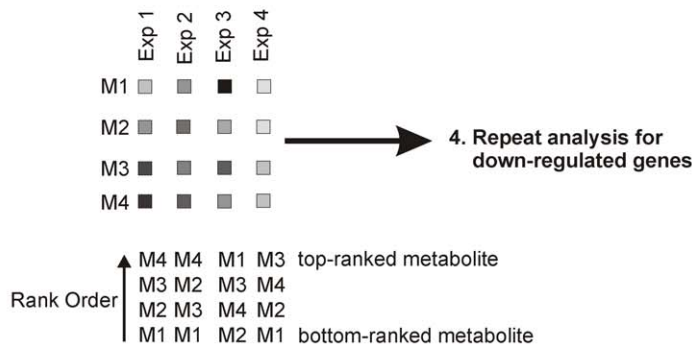 Exp 1 Exp 2 Exp 3 Exp 4
M1
M2
M3
M4
4. Repeat analysis for
down-regulated genes
M4 M4 M1 M3 top-ranked metabolite
M3 M2 M3 M4
Rank Order
M2 M3 M4 M2
M1 M1 M2 M1 bottom-ranked metabolite